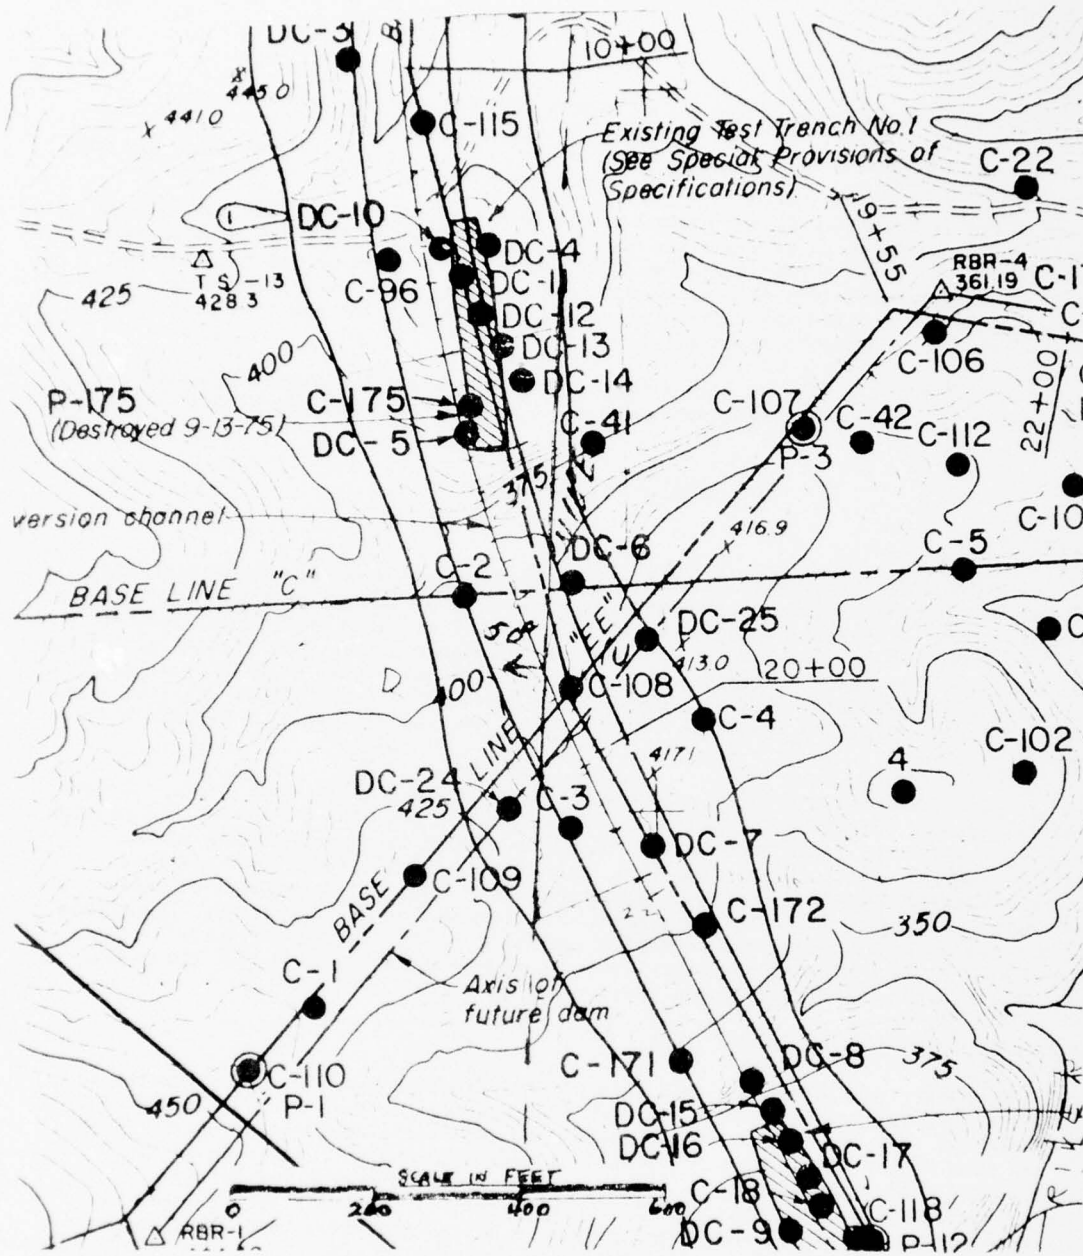 DC-3
10+00
4450
4410
C-115
Existing Test Trench No.1
(See Special Provisions of
Specifications)
C-22
1
DC-10
19+55
T S -13
428.3
425
C-96
DC-4
DC-11
DC-12
DC-13
DC-14
RBR-4
361.19
C-106
400
P-175
(Destroyed 9-13-75)
C-175
DC-5
C-41
C-107
P-3
C-42
C-112
22+00
375
version channel
416.9
C-10
C-5
DC-6
C-2
BASE LINE "C"
50'
"EE"
DC-25
413.0
20+00
400
C-108
C-4
LINE
4171
4
C-102
DC-24
425
C-3
DC-7
C-109
BASE
C-172
350
C-1
Axis of
future dam
C-110
P-1
450
C-171
DC-8
375
DC-15
DC-16
DC-17
SCALE IN FEET
0 200 400 600
C-18
C-118
DC-9
P-12
RBR-1